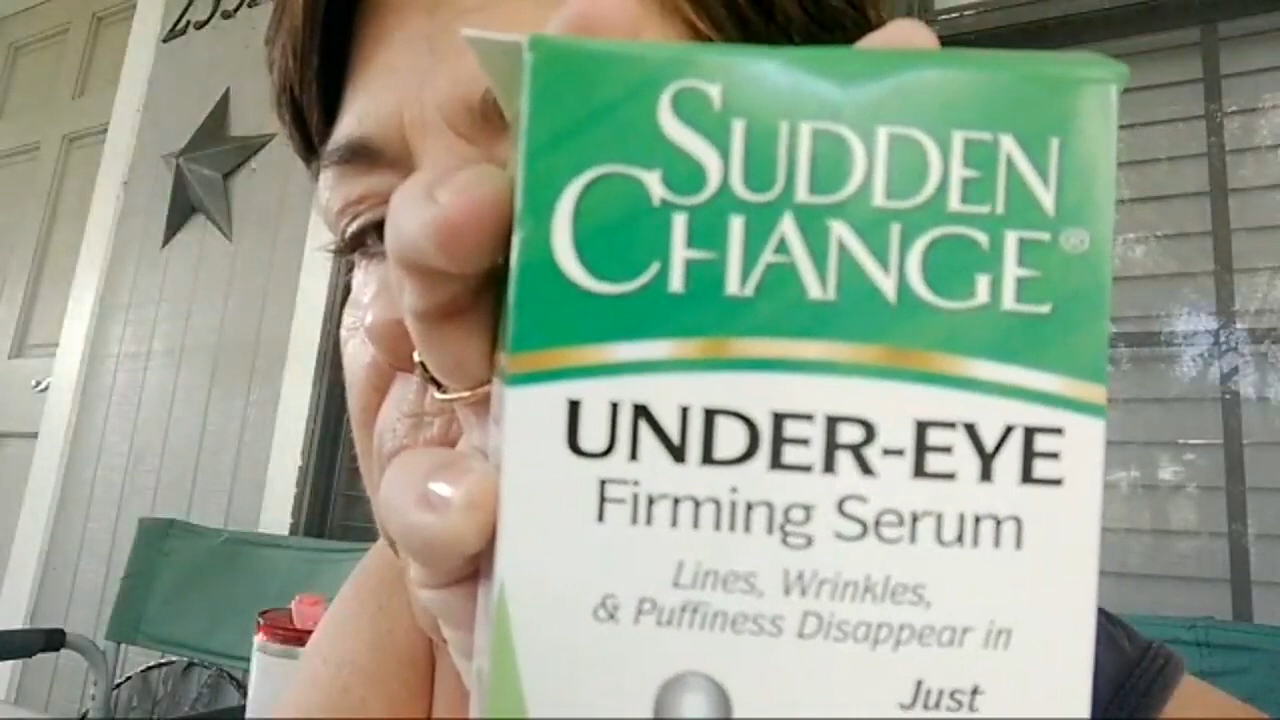 SUDDEN
CHANGE®
UNDER-EYE
Firming Serum
Lines, Wrinkles,
& Puffiness Disappear in
Just